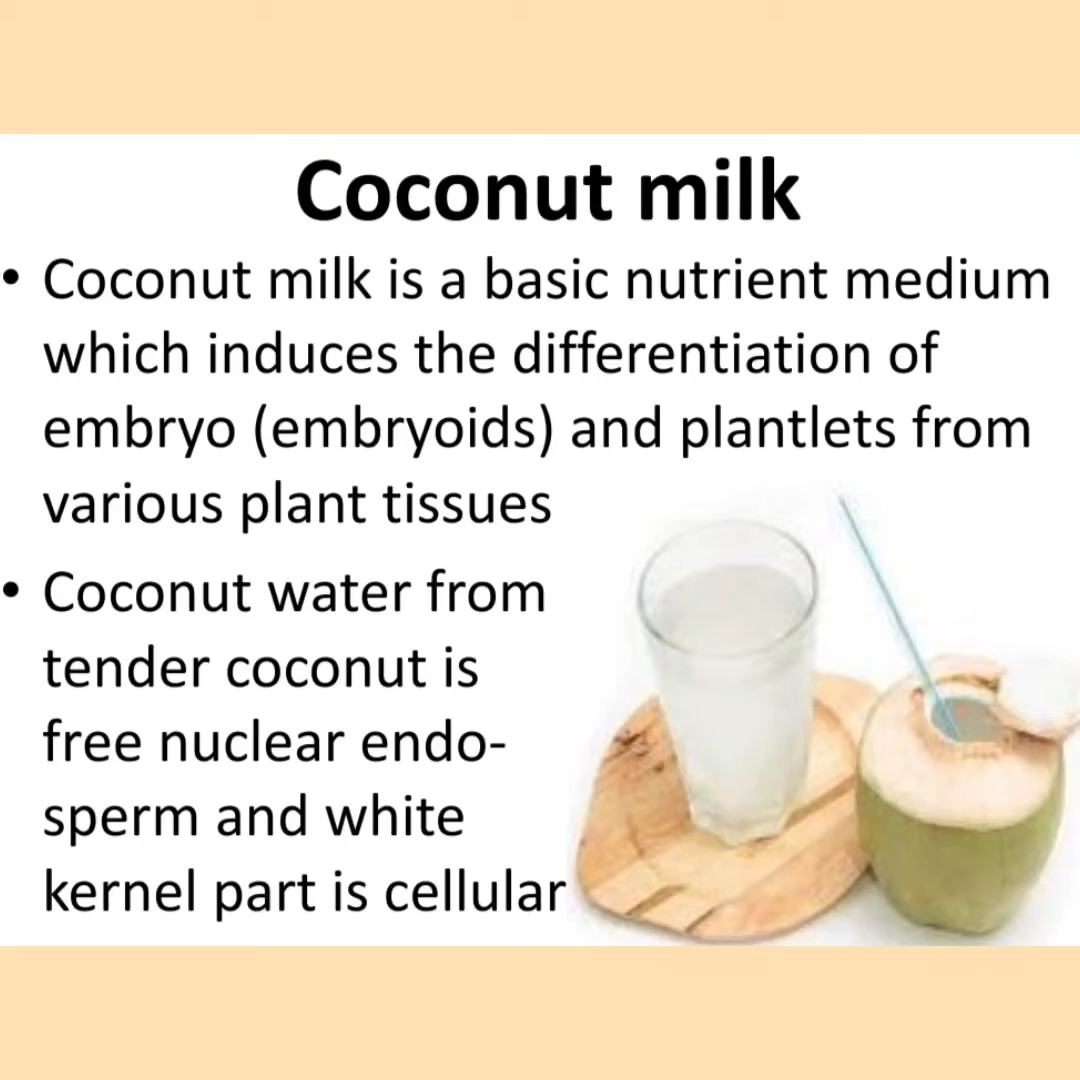 Coconut milk
• Coconut milk is a basic nutrient medium
which induces the differentiation of
embryo (embryoids) and plantlets from
various plant tissues
• Coconut water from
tender coconut is
free nuclear endo-
sperm and white
kernel part is cellular